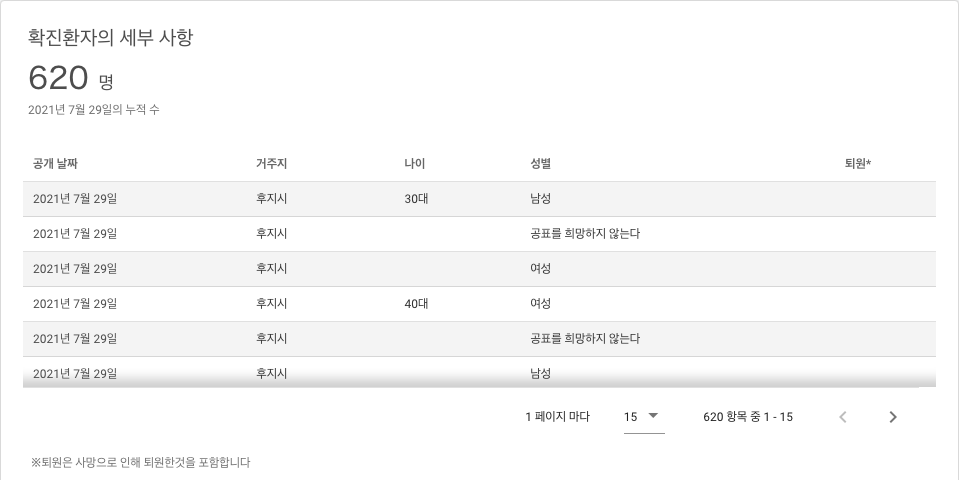 확진환자의 세부 사항
620 명
2021년 7월 29일의 누적 수
공개 날짜 거주지 나이 성별 퇴원*
2021년 7월 29일 후지시 30대 남성
2021년 7월 29일 후지시 공표를 희망하지 않는다
2021년 7월 29일 후지시 여성
2021년 7월 29일 후지시 40대 여성
2021년 7월 29일 후지시 공표를 희망하지 않는다
2021년 7월 29일 후지시 남성
1 페이지 마다 15 620 항목 중 1 - 15
※퇴원은 사망으로 인해 퇴원한것을 포함합니다